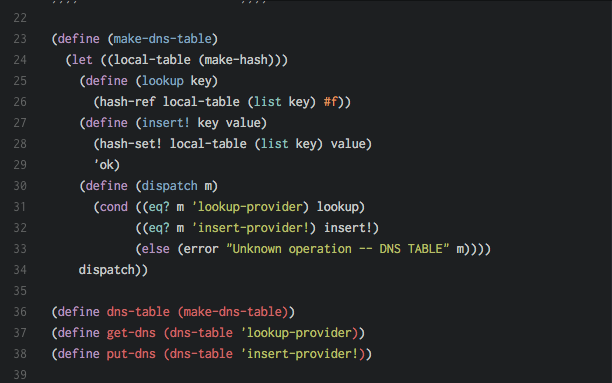 22
23 (define (make-dns-table)
24 (let ((local-table (make-hash)))
25 (define (lookup key)
26 (hash-ref local-table (list key) #f))
27 (define (insert! key value)
28 (hash-set! local-table (list key) value)
29 'ok)
30 (define (dispatch m)
31 (cond ((eq? m 'lookup-provider) lookup)
32 ((eq? m 'insert-provider!) insert!)
33 (else (error "Unknown operation -- DNS TABLE" m))))
34 dispatch))
35
36 (define dns-table (make-dns-table))
37 (define get-dns (dns-table 'lookup-provider))
38 (define put-dns (dns-table 'insert-provider!))
39